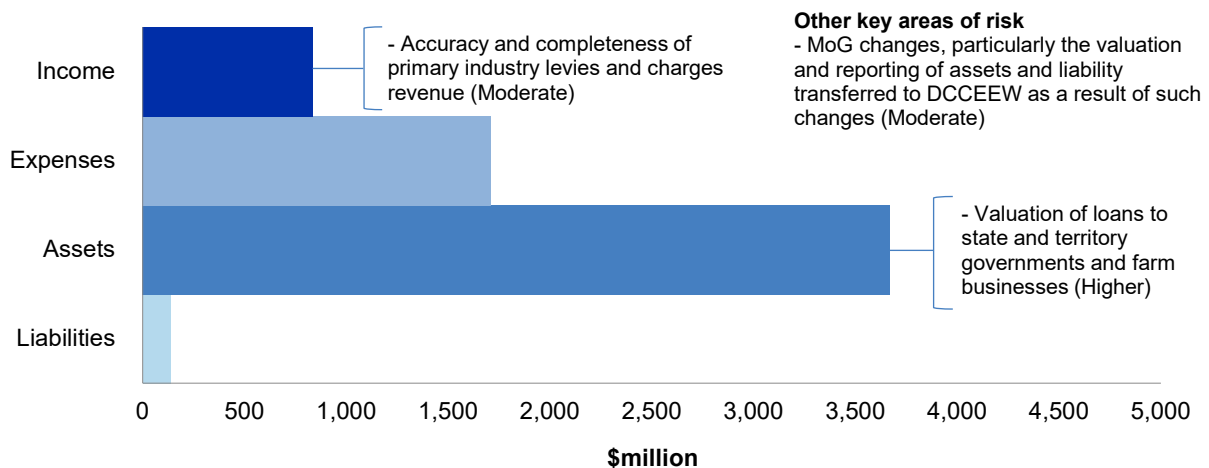 Other key areas of risk
- MoG changes, particularly the valuation
and reporting of assets and liability
transferred to DCCEEW as a result of such
changes (Moderate)
Income
- Accuracy and completeness of
primary industry levies and charges
revenue (Moderate)
Expenses
Assets
- Valuation of loans to
state and territory
governments and farm
businesses (Higher)
Liabilities
0 500 1,000 1,500 2,000 2,500 3,000 3,500 4,000 4,500 5,000
$million